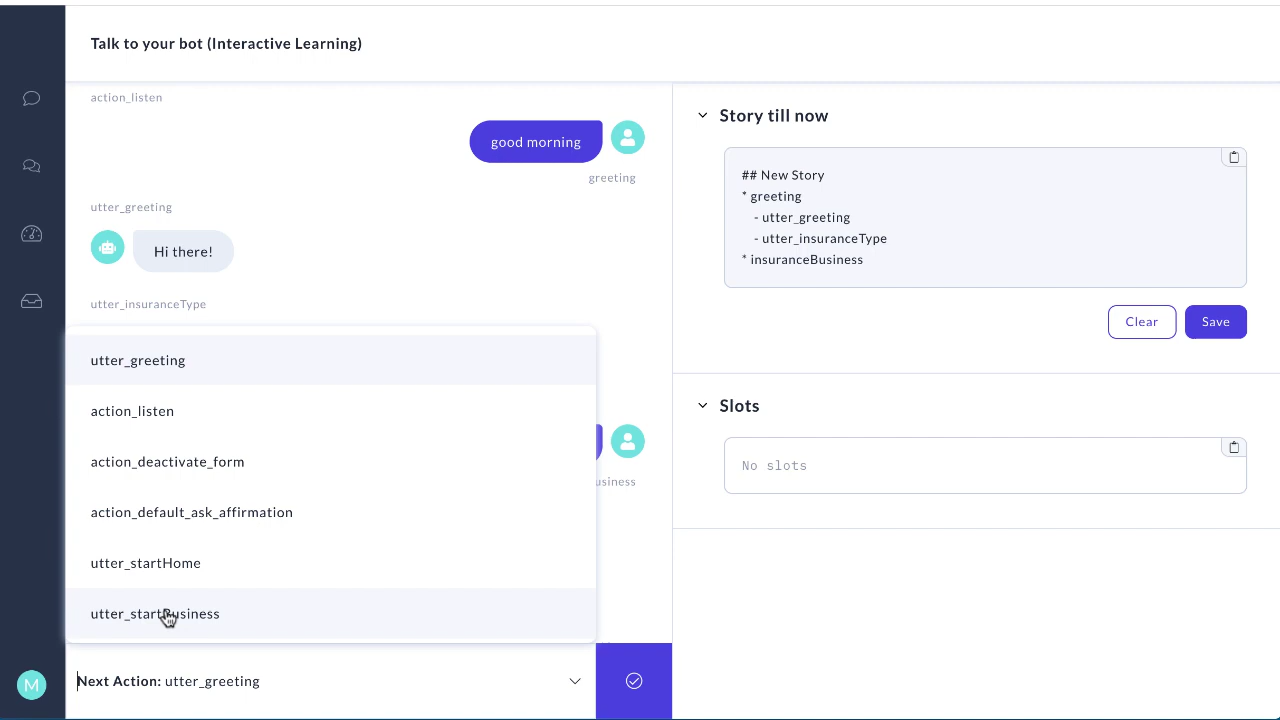 Talk to your bot (Interactive Learning)
action_listen
good morning
greeting
utter_greeting
Hi there!
utter_insuranceType
utter_greeting
action_listen
action_deactivate_form
action_default_ask_affirmation
utter_startHome
utter_startBusiness
usiness
Next Action: utter_greeting
M
Story till now
## New Story
* greeting
- utter_greeting
- utter_insuranceType
* insuranceBusiness
Clear
Save
Slots
No slots